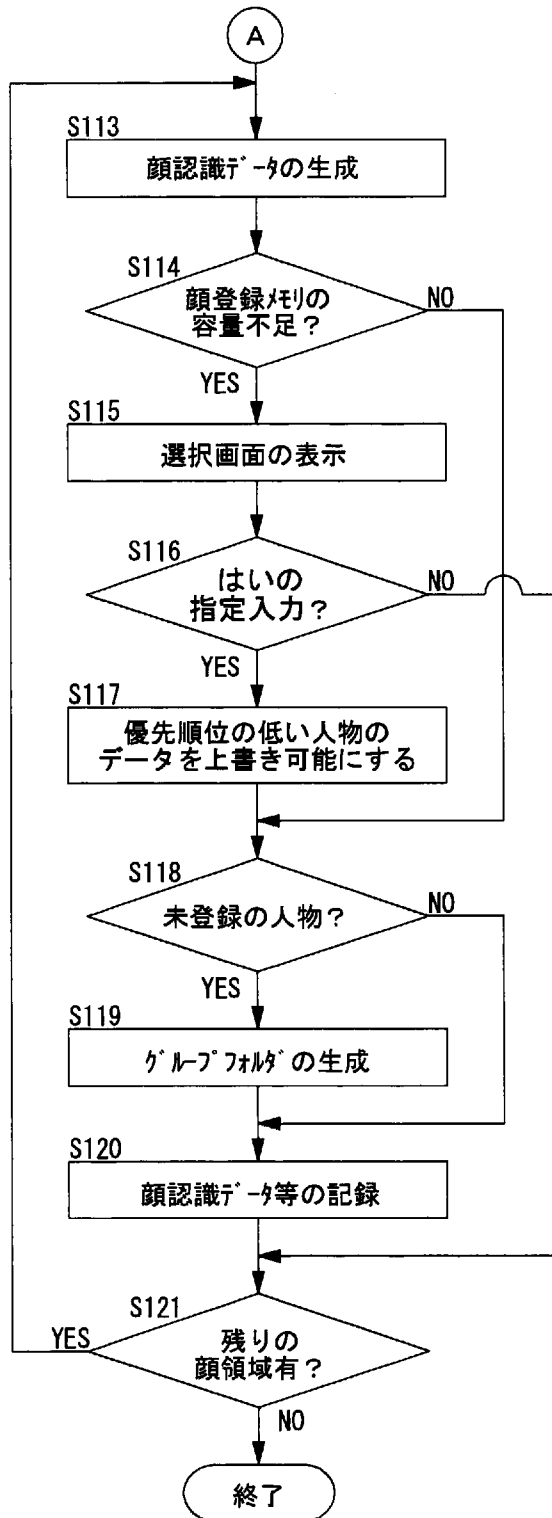 A
S113
顔認識ﾃﾞｰﾀの生成
S114
顔登録ﾒﾓﾘの
容量不足？
NO
YES
S115
選択画面の表示
S116
はいの
指定入力？
NO
YES
S117
優先順位の低い人物の
データを上書き可能にする
S118
未登録の人物？
NO
YES
S119
ｸﾞﾙｰﾌﾟﾌｫﾙﾀﾞの生成
S120
顔認識ﾃﾞｰﾀ等の記録
S121
YES
残りの
顔領域有？
NO
終了